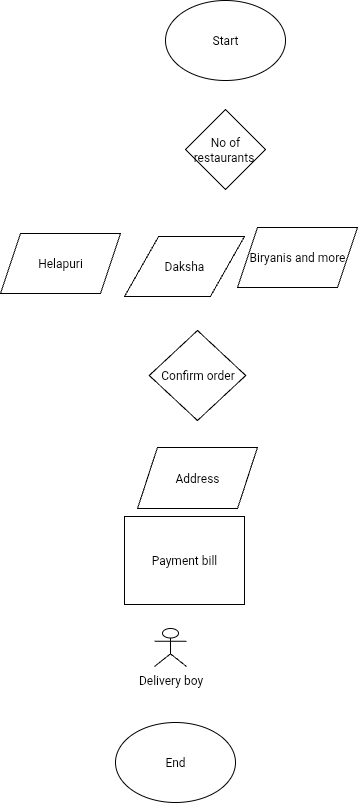 Start
No of
restaurants
Helapuri
Daksha
Biryanis and more
Confirm order
Address
Payment bill
Delivery boy
End